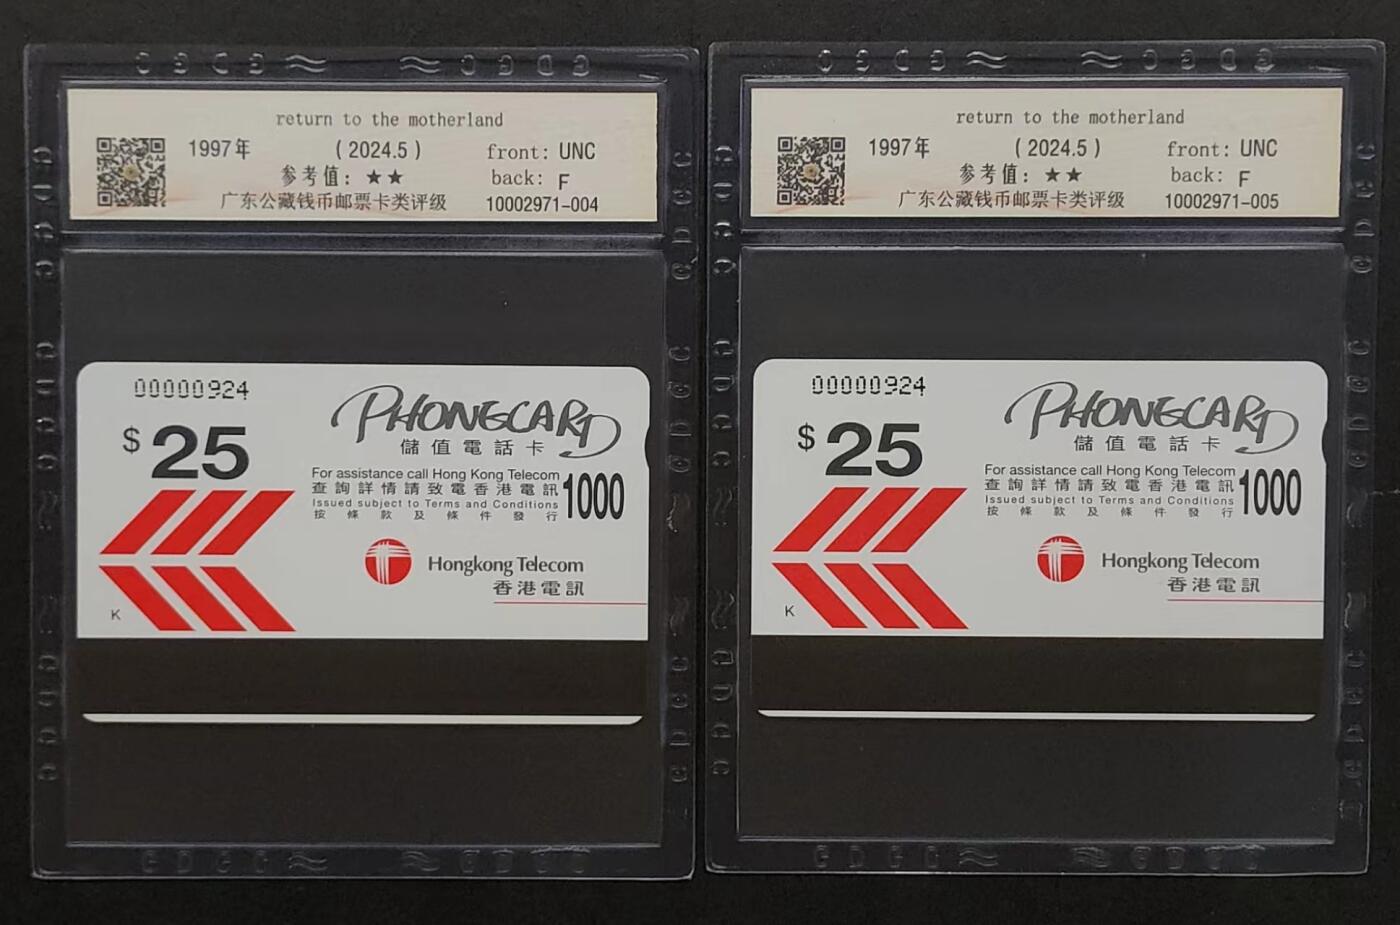 return to the motherland
1997年 (2024.5) front: UNC
参考值：★★ back: F
广东公藏钱币邮票卡类评级 10002971-004
00000924
PHONECARD
$25
儲值電話卡
For assistance call Hong Kong Telecom
查詢詳情請致電香港電訊 1000
Issued subject to Terms and Conditions
按條款及條件發行
Hongkong Telecom
香港電訊
K
return to the motherland
1997年 (2024.5) front: UNC
参考值：★★ back: F
广东公藏钱币邮票卡类评级 10002971-005
00000924
PHONECARD
$25
儲值電話卡
For assistance call Hong Kong Telecom
查詢詳情請致電香港電訊 1000
Issued subject to Terms and Conditions
按條款及條件發行
Hongkong Telecom
香港電訊
K